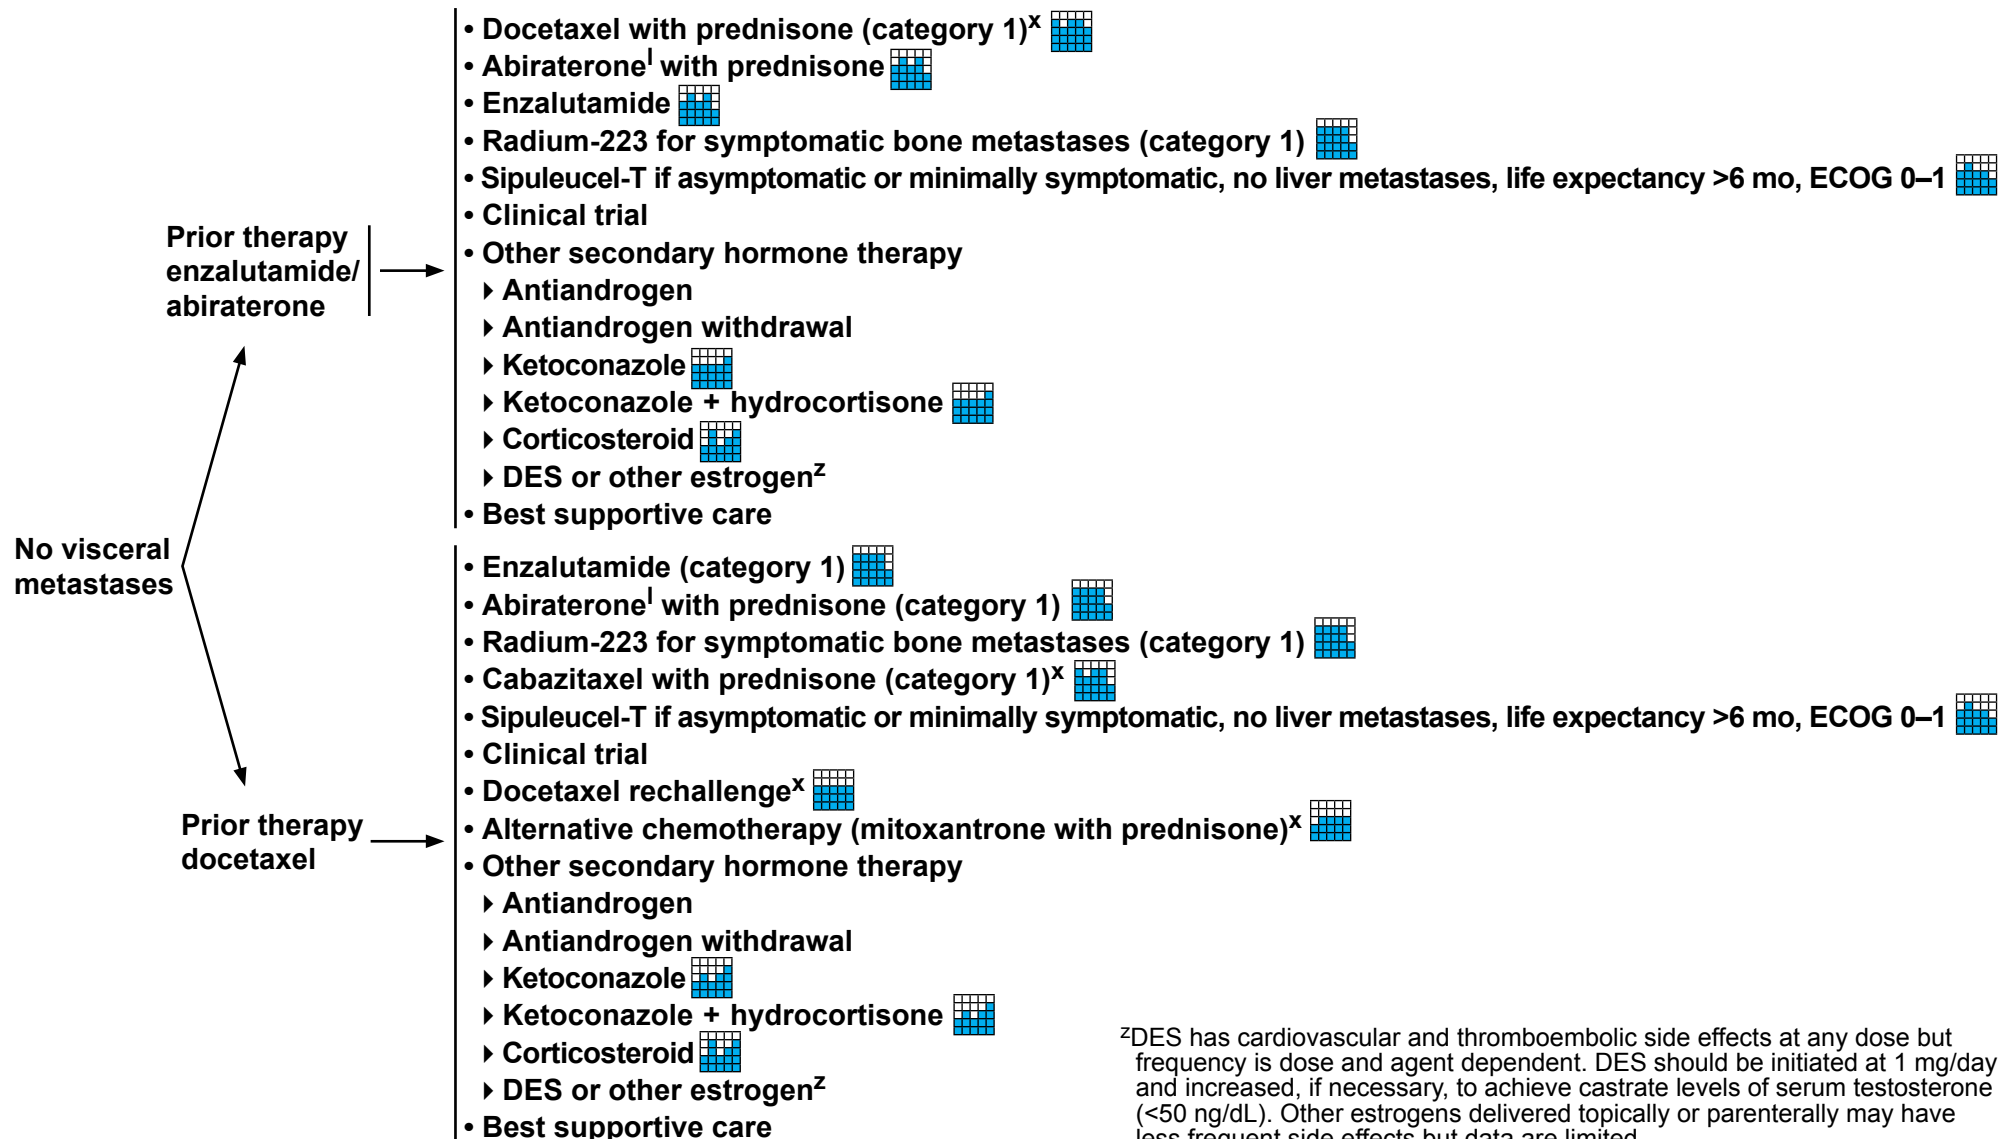 No visceral
metastases
Prior therapy
enzalutamide/
abiraterone
• Docetaxel with prednisone (category 1)x
• Abirateronel with prednisone
• Enzalutamide
• Radium-223 for symptomatic bone metastases (category 1)
• Sipuleucel-T if asymptomatic or minimally symptomatic, no liver metastases, life expectancy >6 mo, ECOG 0–1
• Clinical trial
• Other secondary hormone therapy
▸ Antiandrogen
▸ Antiandrogen withdrawal
▸ Ketoconazole
▸ Ketoconazole + hydrocortisone
▸ Corticosteroid
▸ DES or other estrogenz
• Best supportive care
Prior therapy
docetaxel
• Enzalutamide (category 1)
• Abirateronel with prednisone (category 1)
• Radium-223 for symptomatic bone metastases (category 1)
• Cabazitaxel with prednisone (category 1)x
• Sipuleucel-T if asymptomatic or minimally symptomatic, no liver metastases, life expectancy >6 mo, ECOG 0–1
• Clinical trial
• Docetaxel rechallengex
• Alternative chemotherapy (mitoxantrone with prednisone)x
• Other secondary hormone therapy
▸ Antiandrogen
▸ Antiandrogen withdrawal
▸ Ketoconazole
▸ Ketoconazole + hydrocortisone
▸ Corticosteroid
▸ DES or other estrogenz
• Best supportive care
zDES has cardiovascular and thromboembolic side effects at any dose but
frequency is dose and agent dependent. DES should be initiated at 1 mg/day
and increased, if necessary, to achieve castrate levels of serum testosterone
(<50 ng/dL). Other estrogens delivered topically or parenterally may have
less frequent side effects but data are limited